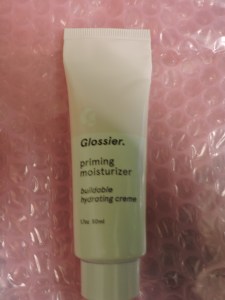 Glossier.
priming
moisturizer
buildable
hydrating creme